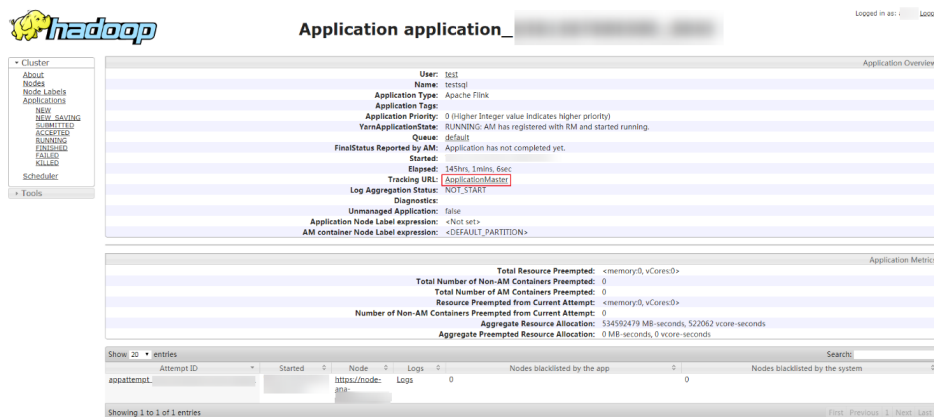 Logged in as:
hadoop
Application application_
Cluster
About
Nodes
Node Labels
Applications
NEW
NEW_SAVING
SUBMITTED
ACCEPTED
RUNNING
FINISHED
FAILED
KILLED
Scheduler
Tools
Application Overview
User: test
Name: testsql
Application Type: Apache Flink
Application Tags:
Application Priority: 0 (Higher Integer value indicates higher priority)
YarnApplicationState: RUNNING: AM has registered with RM and started running.
Queue: default
FinalStatus Reported by AM: Application has not completed yet.
Started:
Elapsed: 145hrs, 1mins, 6sec
Tracking URL: ApplicationMaster
Log Aggregation Status: NOT_START
Diagnostics:
Unmanaged Application: false
Application Node Label expression: <Not set>
AM container Node Label expression: <DEFAULT_PARTITION>
Application Metrics
Total Resource Preempted: <memory:0, vCores:0>
Total Number of Non-AM Containers Preempted: 0
Total Number of AM Containers Preempted: 0
Resource Preempted from Current Attempt: <memory:0, vCores:0>
Number of Non-AM Containers Preempted from Current Attempt: 0
Aggregate Resource Allocation: 534592479 MB-seconds, 522062 vcore-seconds
Aggregate Preempted Resource Allocation: 0 MB-seconds, 0 vcore-seconds
Show 20 entries Search:
Attempt ID Started Node Logs Nodes blacklisted by the app Nodes blacklisted by the system
appattempt_ https://node- Logs 0 0
ana-
Showing 1 to 1 of 1 entries First Previous 1 Next Last